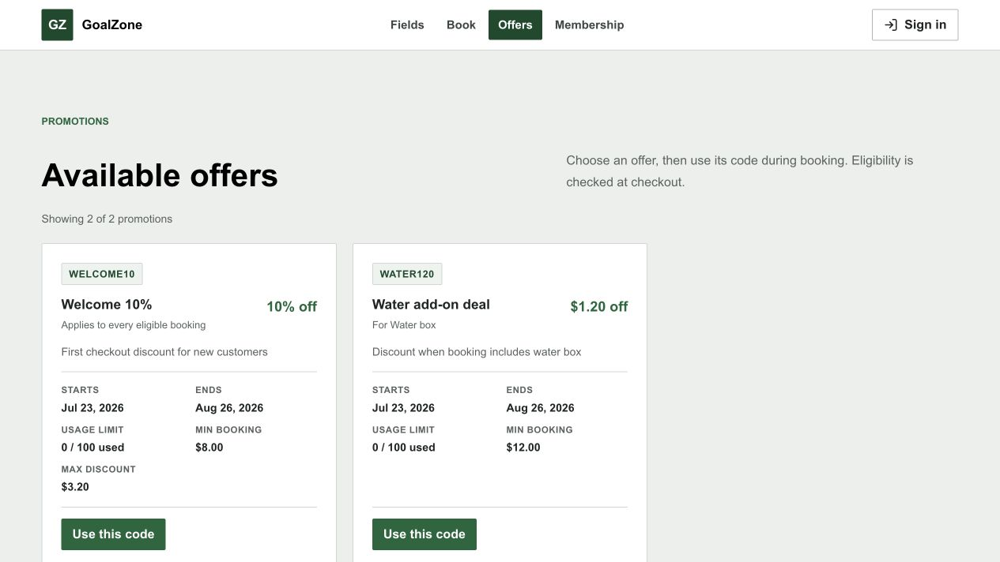 GZ
GoalZone
Fields
Book
Offers
Membership
Sign in
PROMOTIONS
Available offers
Choose an offer, then use its code during booking. Eligibility is
checked at checkout.
Showing 2 of 2 promotions
WELCOME10
Welcome 10%
10% off
Applies to every eligible booking
First checkout discount for new customers
STARTS
ENDS
Jul 23, 2026
Aug 26, 2026
USAGE LIMIT
MIN BOOKING
0 / 100 used
$8.00
MAX DISCOUNT
$3.20
Use this code
WATER120
Water add-on deal
$1.20 off
For Water box
Discount when booking includes water box
STARTS
ENDS
Jul 23, 2026
Aug 26, 2026
USAGE LIMIT
MIN BOOKING
0 / 100 used
$12.00
Use this code